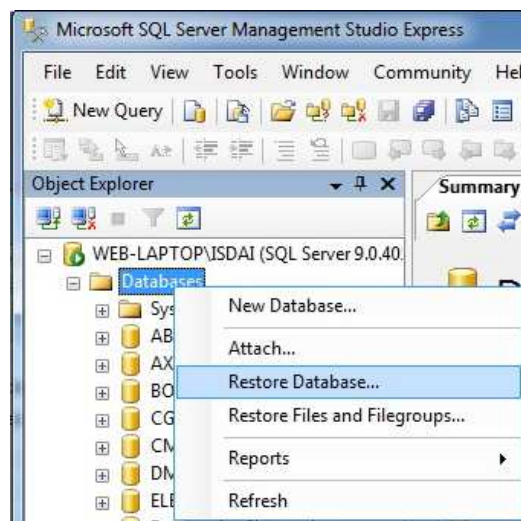 Microsoft SQL Server Management Studio Express
File Edit View Tools Window Community Hel
New Query
Object Explorer
Summary
WEB-LAPTOP\ISDAI (SQL Server 9.0.40
Databases
Sys
AB
AX
BO
CG
CM
DM
ELE
New Database...
Attach...
Restore Database...
Restore Files and Filegroups...
Reports
Refresh